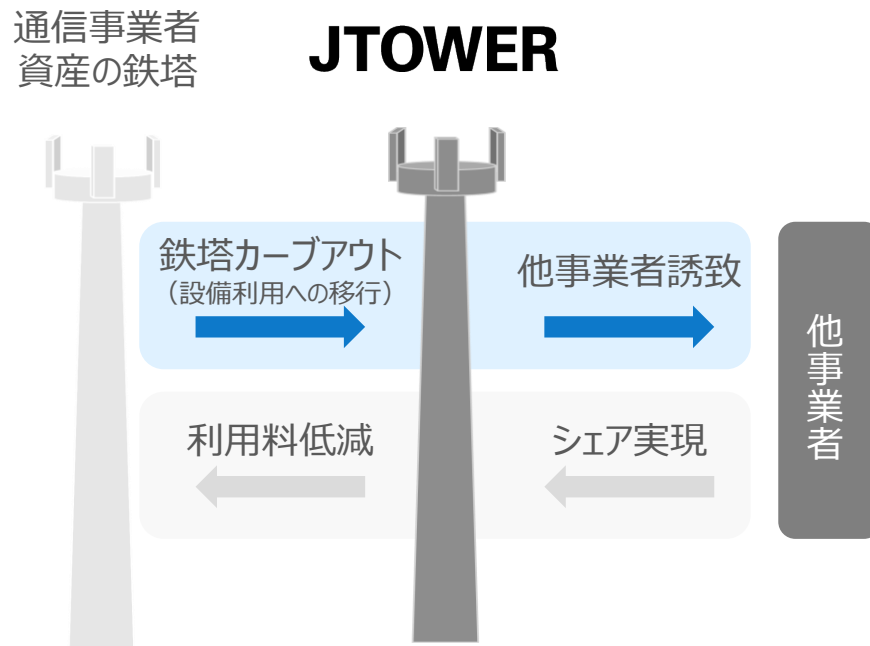 通信事業者
資産の鉄塔
JTOWER
鉄塔カーブアウト
（設備利用への移行）
他事業者誘致
利用料低減
シェア実現
他事業者